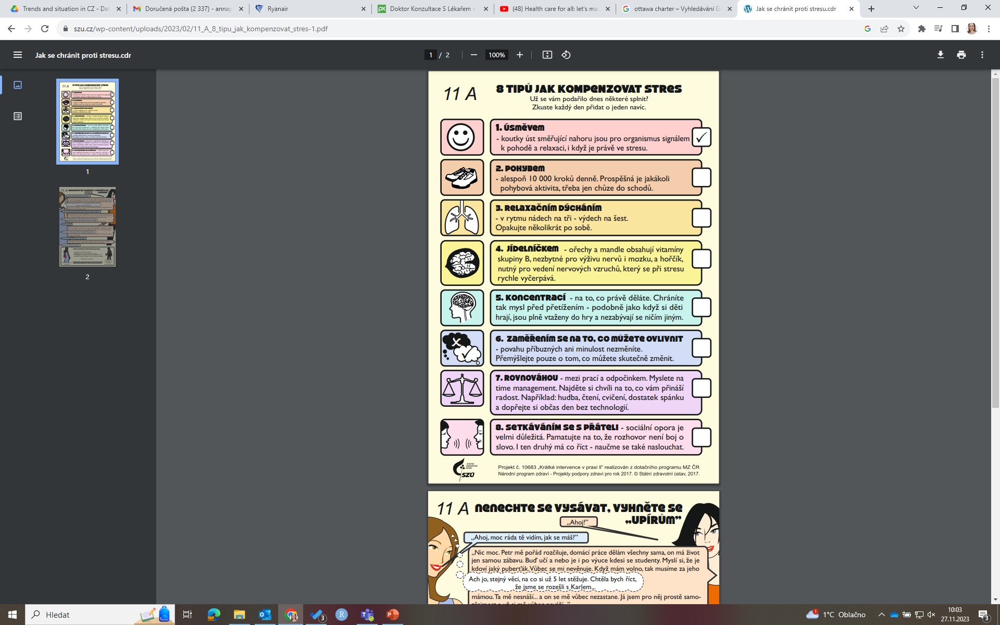 Trends and situation in CZ - Dat
Doručená pošta (2 337) - annap
Ryanair
Doktor Konzultace S Lékařem -
(48) Health care for all: let's mal
ottawa charter – Vyhledávání G
Jak se chránit proti stresu.cdr
szu.cz/wp-content/uploads/2023/02/11_A_8_tipu_jak_kompenzovat_stres-1.pdf
Jak se chránit proti stresu.cdr
1 / 2
100%
1
2
11 A
8 TIPŮ JAK KOMPENZOVAT STRES
Už se vám podařilo dnes některé splnit?
Zkuste každý den přidat o jeden navíc.
1. ÚSMĚVEM
- koutky úst směřující nahoru jsou pro organismus signálem
k pohodě a relaxaci, i když je právě ve stresu.
2. POHYBEM
- alespoň 10 000 kroků denně. Prospěšná je jakákoli
pohybová aktivita, třeba jen chůze do schodů.
3. RELAXAČNÍM DÝCHÁNÍM
- v rytmu nádech na tři - výdech na šest.
Opakujte několikrát po sobě.
4. JÍDELNÍČKEM - ořechy a mandle obsahují vitamíny
skupiny B, nezbytné pro výživu nervů i mozku, a hořčík,
nutný pro vedení nervových vzruchů, který se při stresu
rychle vyčerpává.
5. KONCENTRACÍ - na to, co právě děláte. Chráníte
tak mysl před přetížením - podobně jako když si děti
hrají, jsou plně vtaženy do hry a nezabývají se ničím jiným.
6. ZAMĚŘENÍM SE NA TO, CO MŮŽETE OVLIVNIT
- povahu příbuzných ani minulost nezměníte.
Přemýšlejte pouze o tom, co můžete skutečně změnit.
7. ROVNOVÁHOU - mezi prací a odpočinkem. Myslete na
time management. Najděte si chvíli na to, co vám přináší
radost. Například: hudba, čtení, cvičení, dostatek spánku
a dopřejte si občas den bez technologií.
8. SETKÁVÁNÍM SE S PŘÁTELI - sociální opora je
velmi důležitá. Pamatujte na to, že rozhovor není boj o
slovo. I ten druhý má co říct - naučme se také naslouchat.
STÁTNÍ
ZDRAVOTNÍ
ÚSTAV
SZÚ
Projekt č. 10683 „Krátké intervence v praxi II" realizován z dotačního programu MZ ČR
Národní program zdraví - Projekty podpory zdraví pro rok 2017. © Státní zdravotní ústav, 2017.
11 A
NENECHTE SE VYSÁVAT, VYHNĚTE SE
„UPÍRŮM"
„Ahoj!"
„Ahoj, moc ráda tě vidím, jak se máš?"
„Nic moc. Petr mě pořád rozčiluje, domácí práce dělám všechny sama, on má život
jen samou zábavu. Buď učí a nebo je i po výuce kdesi se studenty. Myslí si, že je
kdoví jaký puberťák. Vůbec se mi nevěnuje. Když mám volno, tak musíme za jeho
Ach jo, stejný věci, na co si už 5 let stěžuje. Chtěla bych říct,
že jsme se rozešli s Karlem...
mámou. Ta mě nesnáší... a on se mě vůbec nezastane. Já jsem pro něj prostě samo-
Hledat
3
1
1°C Oblačno
10:03
27.11.2023
3